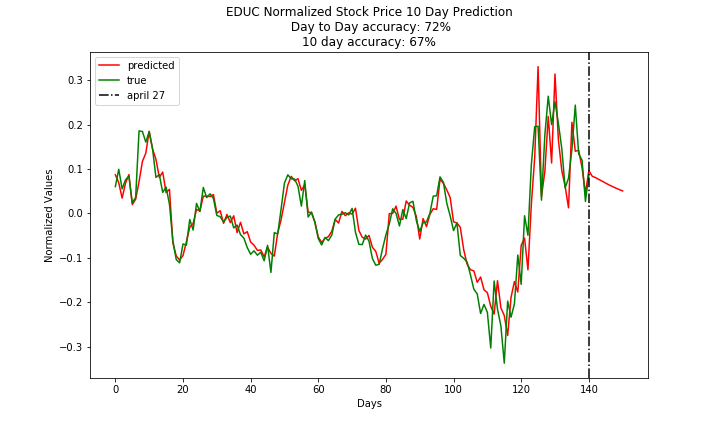 EDUC Normalized Stock Price 10 Day Prediction
Day to Day accuracy: 72%
10 day accuracy: 67%
predicted
true
april 27
Normalized Values
0.3
0.2
0.1
0.0
−0.1
−0.2
−0.3
0 20 40 60 80 100 120 140
Days